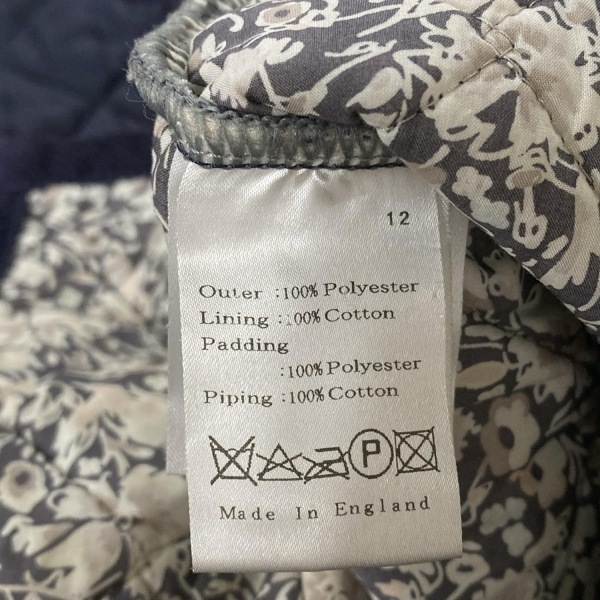 12
Outer :100% Polyester
Lining :100% Cotton
Padding
:100% Polyester
Piping :100% Cotton
P
Made In England